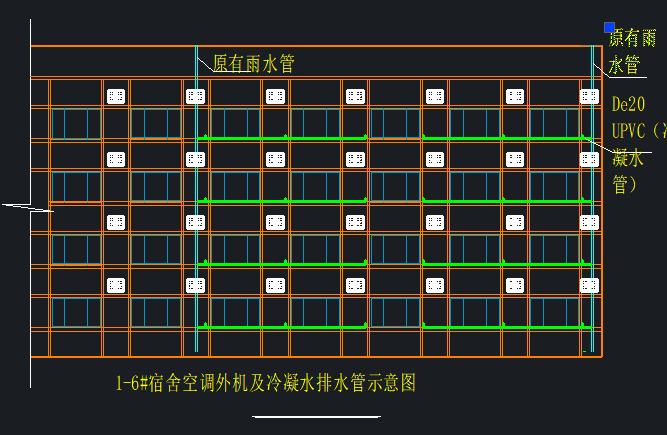 原有雨水管
原有雨
水管
De20
UPVC（冷
凝水
管）
1-6#宿舍空调外机及冷凝水排水管示意图